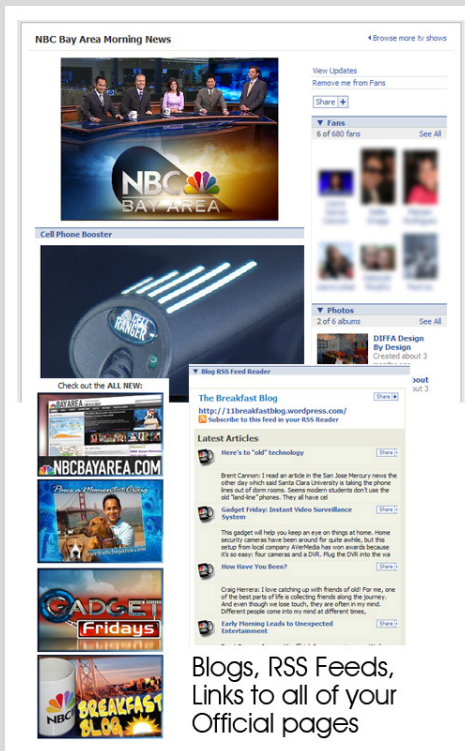 NBC Bay Area Morning News
Browse more tv shows
NBC
BAY AREA
View Updates
Remove me from Fans
Share +
Fans
6 of 680 fans
See All
Cell Phone Booster
CELL
RANGER
Photos
2 of 6 albums
See All
DIFFA Design
By Design
Created about 3
Check out the ALL NEW:
BAYAREA
NBCBAYAREA.COM
Paws a Moment with Craig
GADGET
Fridays
NBC
BREAKFAST
BLOG
Blog RSS Feed Reader
The Breakfast Blog
Share +
http://11breakfastblog.wordpress.com/
Subscribe to this feed in your RSS Reader
Latest Articles
Here's to "old" technology
Share
Brent Cannon: I read an article in the San Jose Mercury news the
other day which said Santa Clara University is taking the phone
lines out of dorm rooms. Seems modern students don't use the
old "land-line" phones. They all have cel
Gadget Friday: Instant Video Surveillance
System
Share
This gadget will help you keep an eye on things at home. Home
security cameras have been around for quite awhile, but this
setup from local company AVerMedia has won awards because
it's so easy: four cameras and a DVR. Plug the DVR into the wa
How Have You Been?
Share
Craig Herrera: I love catching up with friends of old! For me, one
of the best parts of life is collecting friends along the journey.
And even though we lose touch, they are often in my mind.
Different people come into my mind at different times,
Early Morning Leads to Unexpected
Entertainment
Share
Blogs, RSS Feeds,
Links to all of your
Official pages